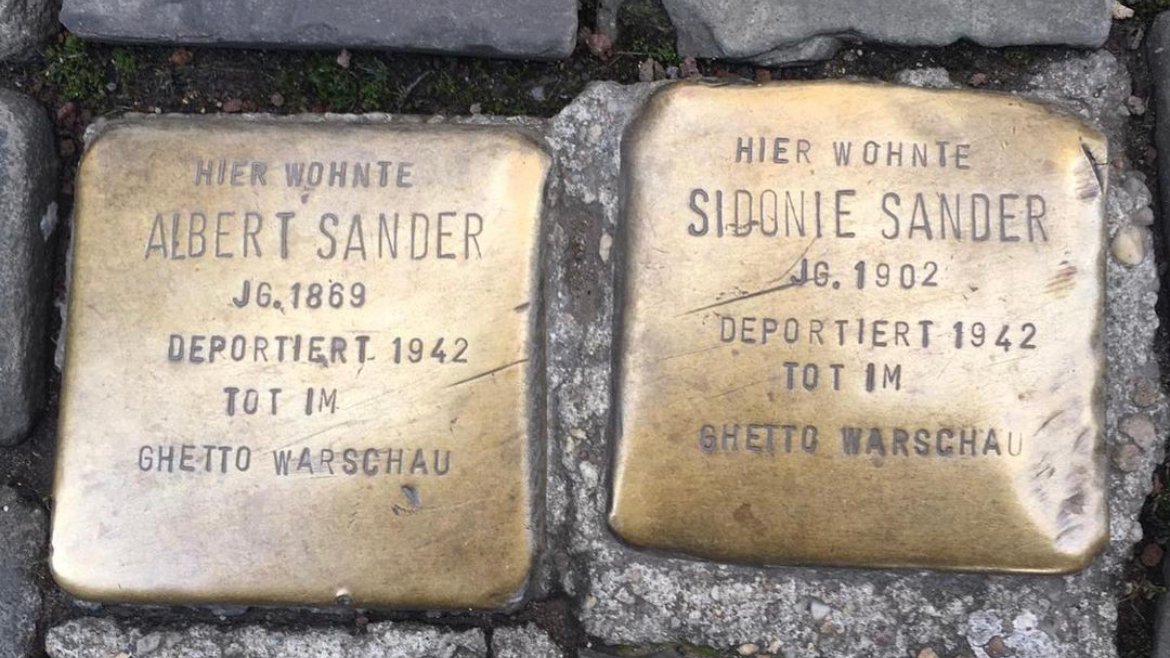 HIER WOHNTE
ALBERT SANDER
JG. 1869
DEPORTIERT 1942
TOT IM
GHETTO WARSCHAU
HIER WOHNTE
SIDONIE SANDER
JG. 1902
DEPORTIERT 1942
TOT IM
GHETTO WARSCHAU